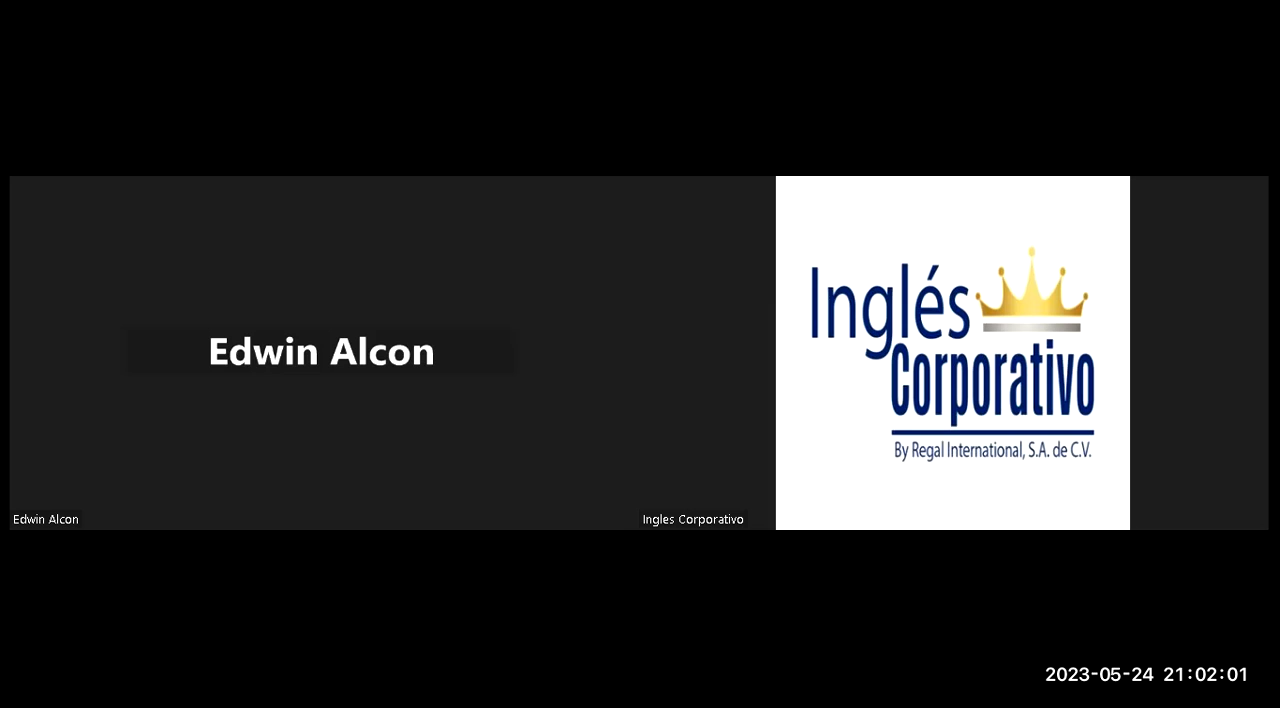 Edwin Alcon
Edwin Alcon
Inglés
Corporativo
By Regal International, S.A. de C.V.
Ingles Corporativo
2023-05-24 21:02:01